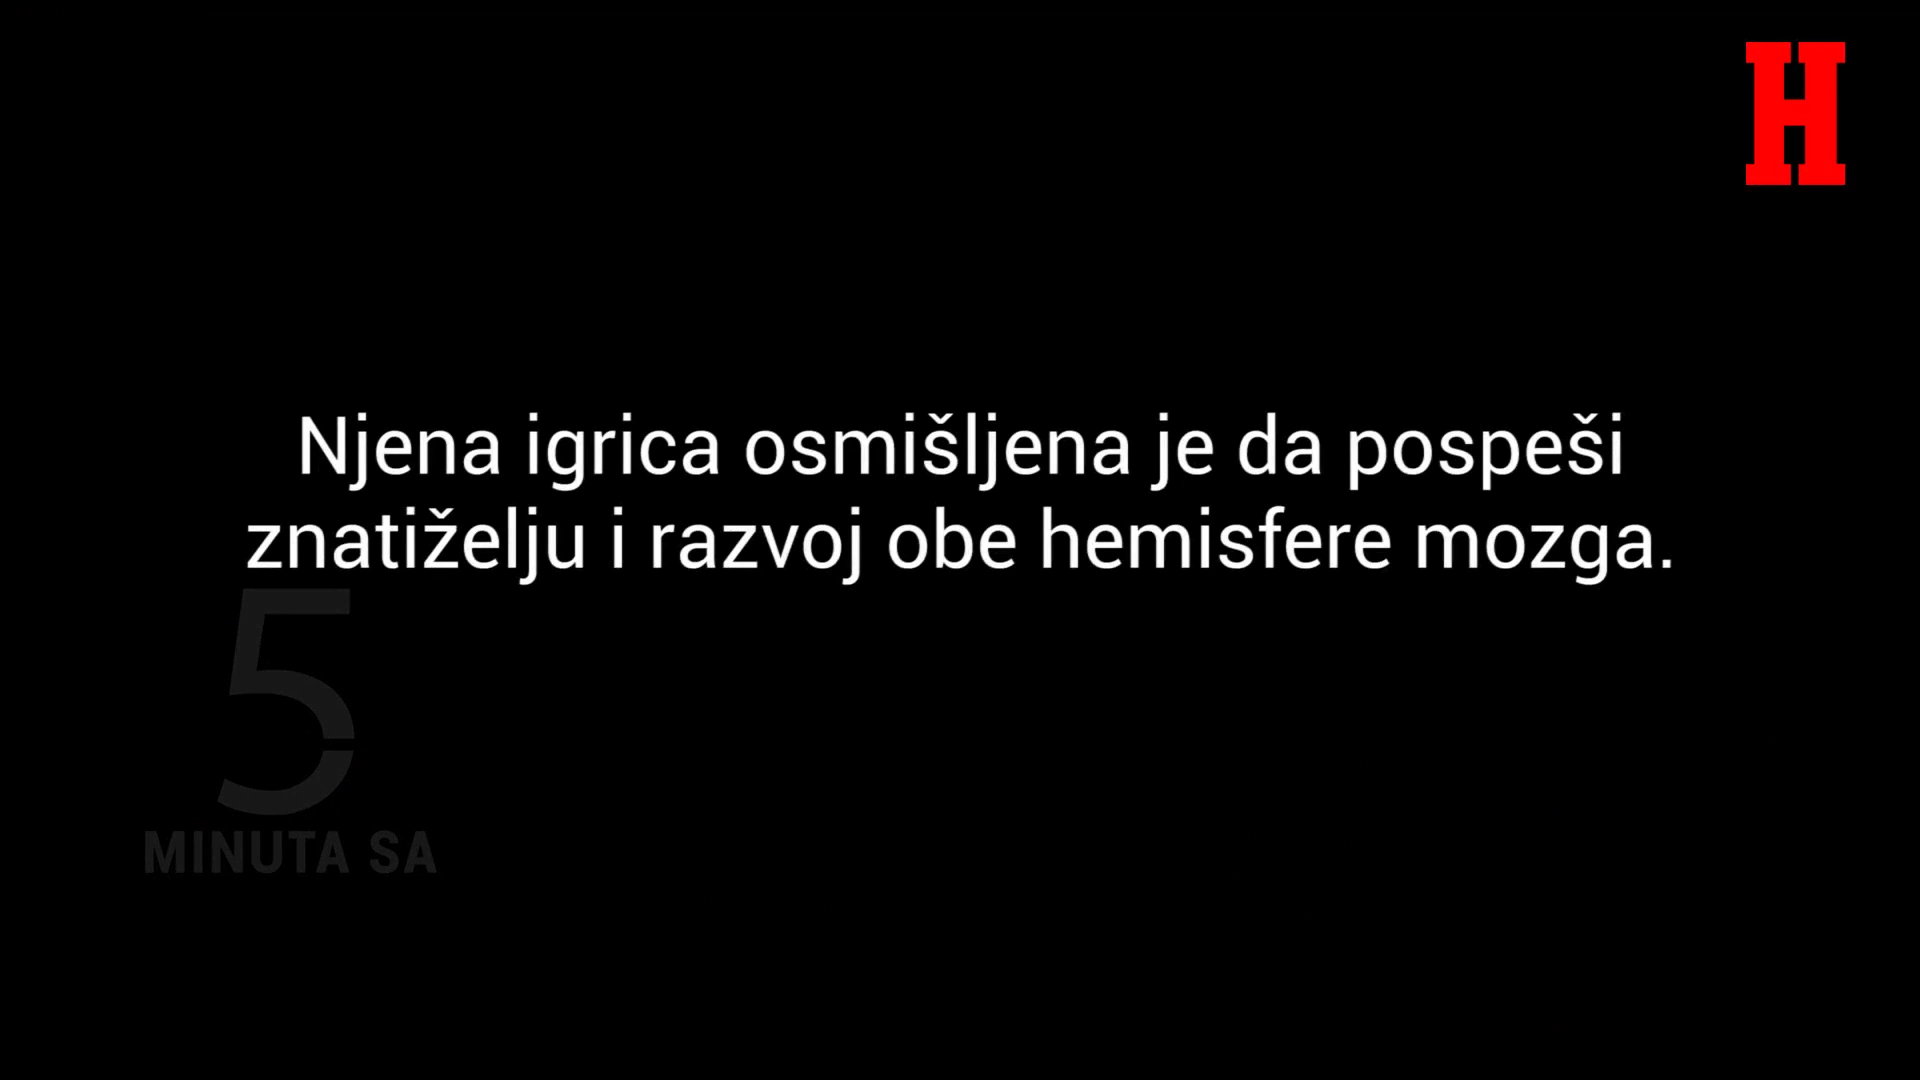 H
Njena igrica osmišljena je da pospeši
znatiželju i razvoj obe hemisfere mozga.
5
MINUTA SA